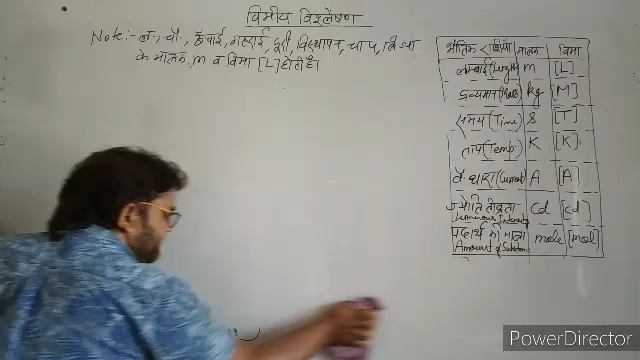 विमीय विश्लेषण
Note:- ल०, चौ०, ऊँचाई, गहराई, दूरी, विस्थापन, चाप, त्रिज्या
के मात्रक m व विमा [L] होती है।
भौतिक राशियाँ मात्रक विमा
लम्बाई (Length) m [L]
द्रव्यमान (Mass) kg [M]
समय (Time) s [T]
ताप (Temp) K [K]
वै० धारा (Current) A [A]
ज्योति तीव्रता Cd [cd]
Luminous Intensity
पदार्थ की मात्रा mole [mol]
Amount of Substance
PowerDirector